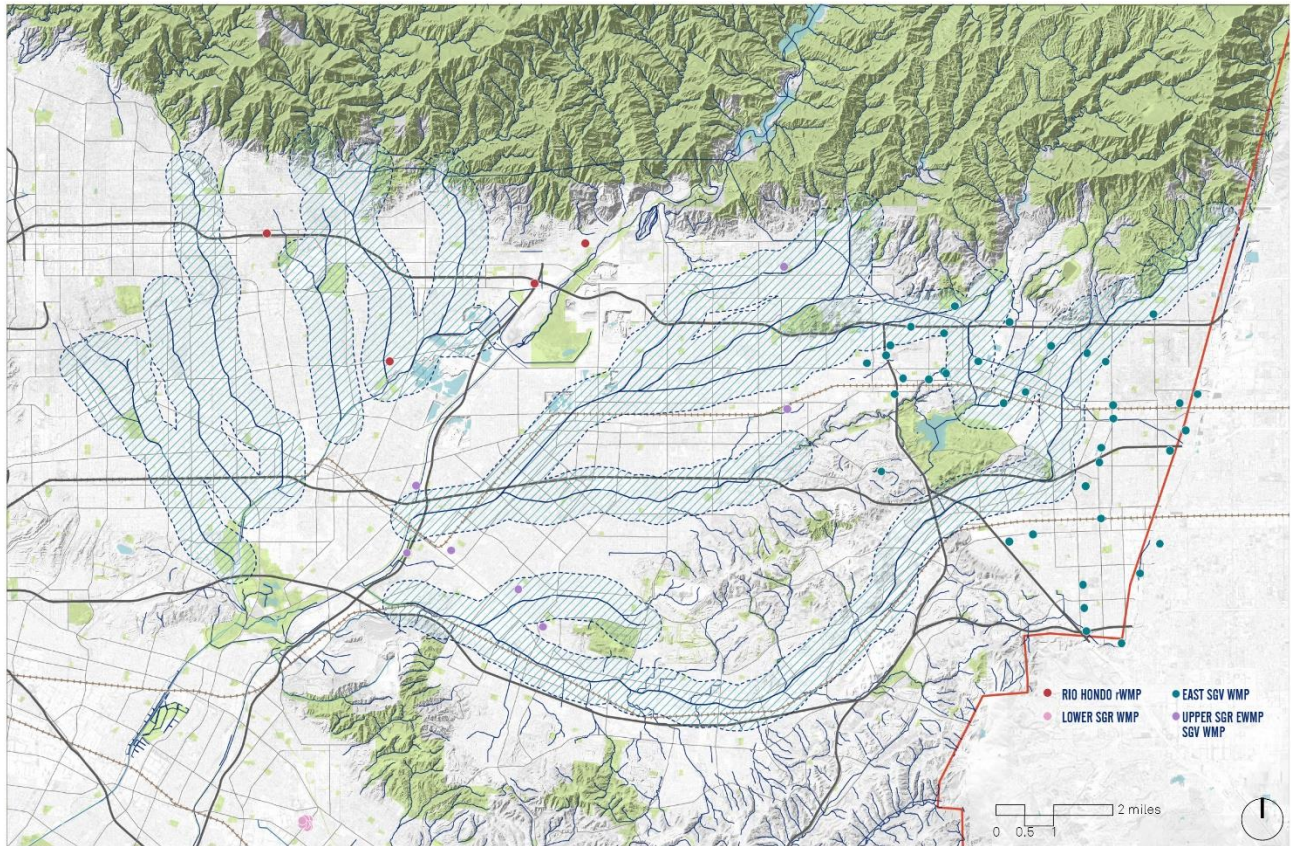 RIO HONDO rWMP
EAST SGV WMP
LOWER SGR WMP
UPPER SGR EWMP
SGV WMP
2 miles
0 0.5 1